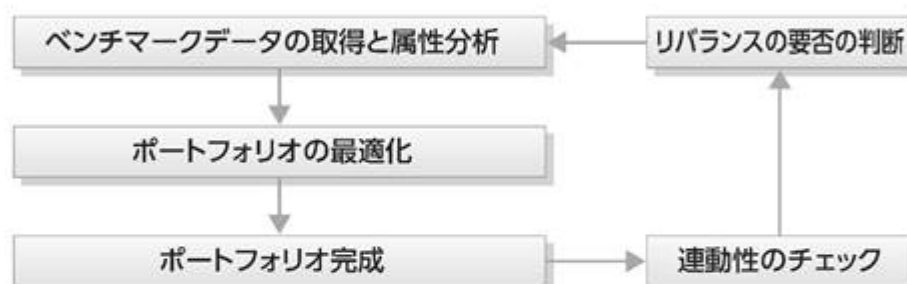 ベンチマークデータの取得と属性分析
リバランスの要否の判断
ポートフォリオの最適化
ポートフォリオ完成
連動性のチェック